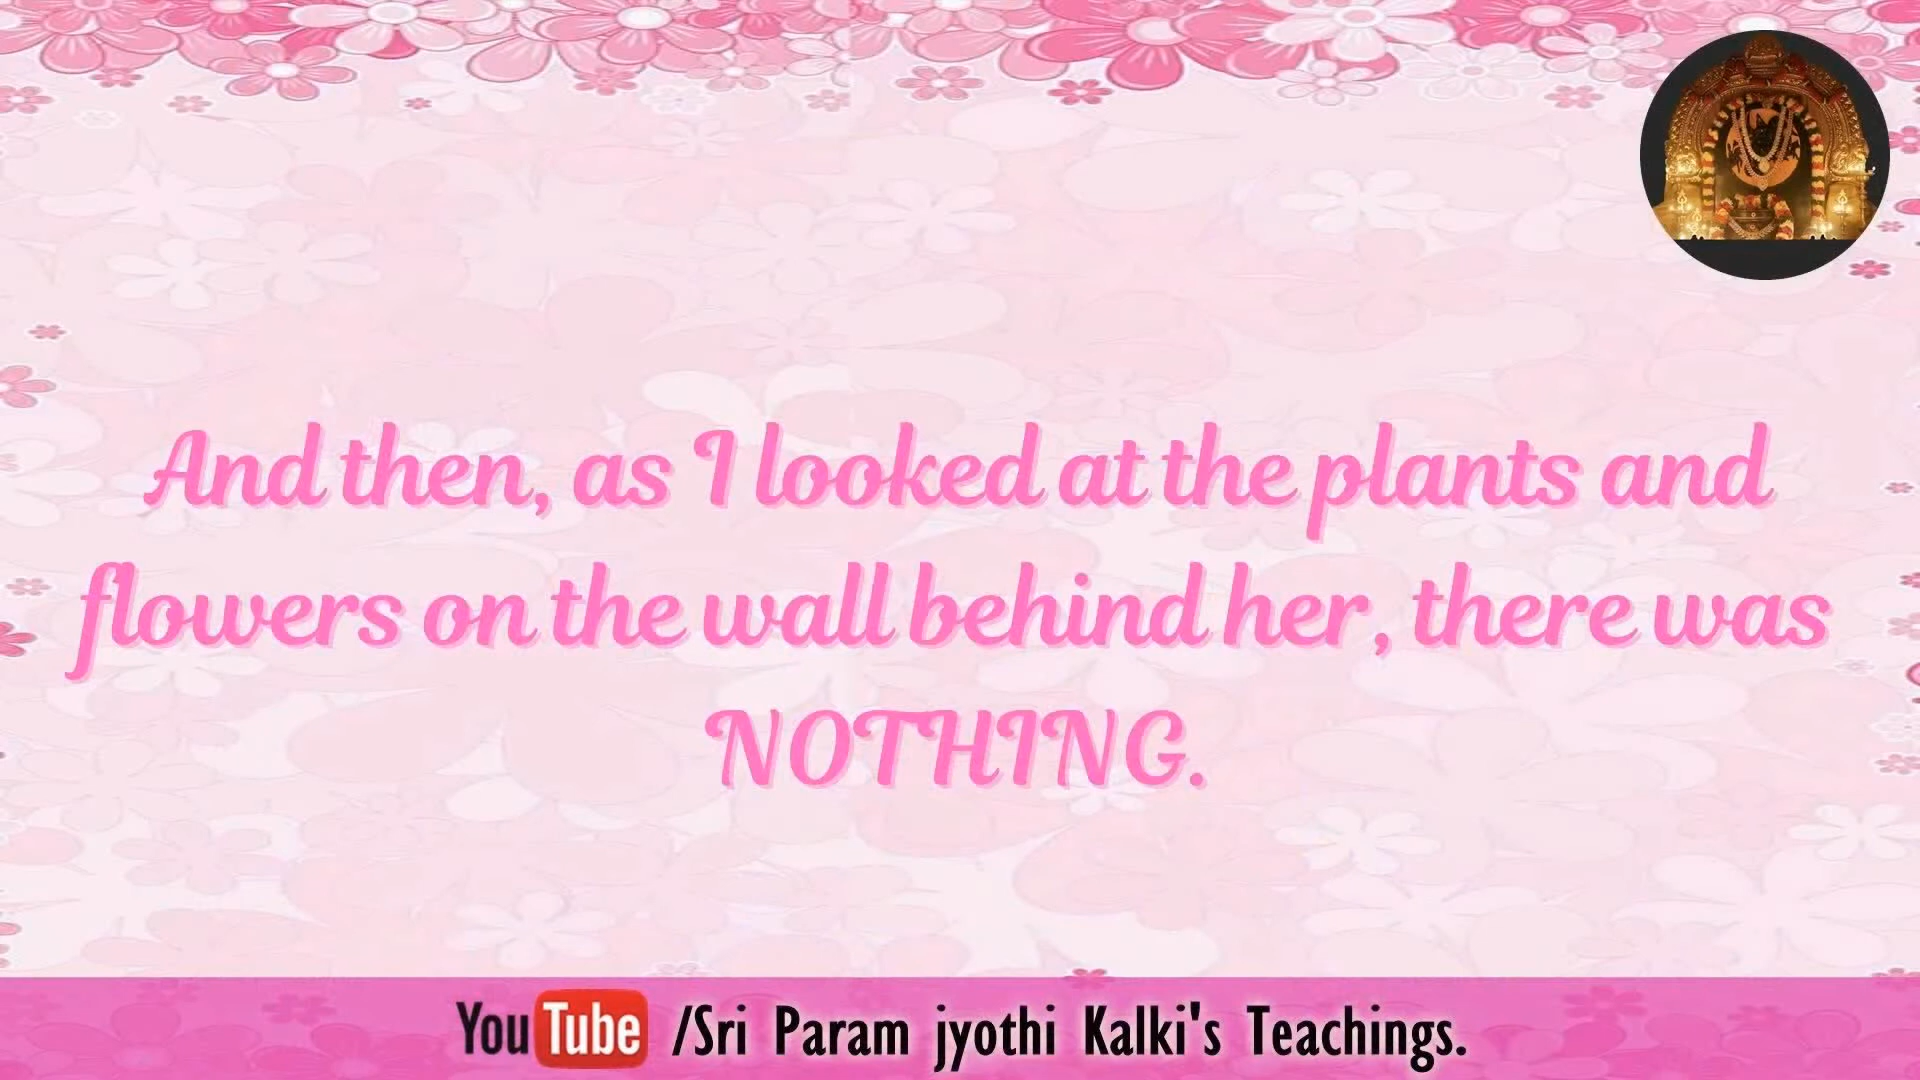 And then, as I looked at the plants and
flowers on the wall behind her, there was
NOTHING.
YouTube /Sri Param jyothi Kalki's Teachings.